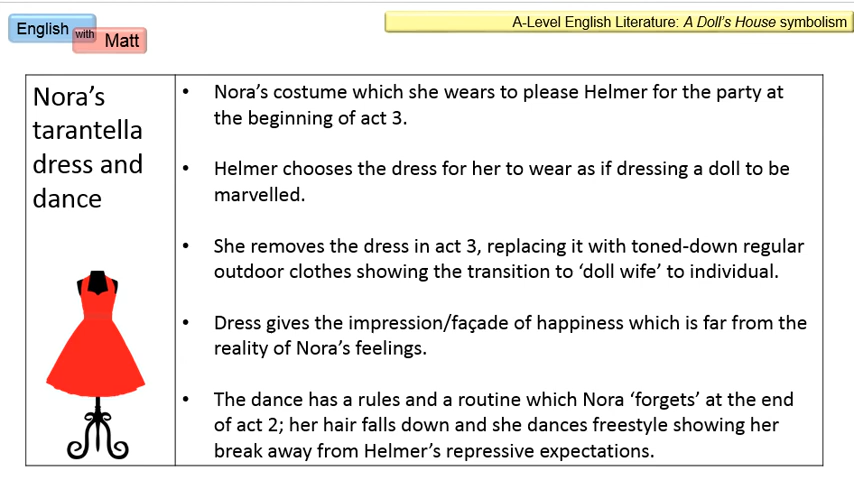 English
with
Matt
A-Level English Literature: A Doll's House symbolism
Nora's
tarantella
dress and
dance
• Nora's costume which she wears to please Helmer for the party at
the beginning of act 3.
• Helmer chooses the dress for her to wear as if dressing a doll to be
marvelled.
• She removes the dress in act 3, replacing it with toned-down regular
outdoor clothes showing the transition to 'doll wife' to individual.
• Dress gives the impression/façade of happiness which is far from the
reality of Nora's feelings.
• The dance has a rules and a routine which Nora 'forgets' at the end
of act 2; her hair falls down and she dances freestyle showing her
break away from Helmer's repressive expectations.